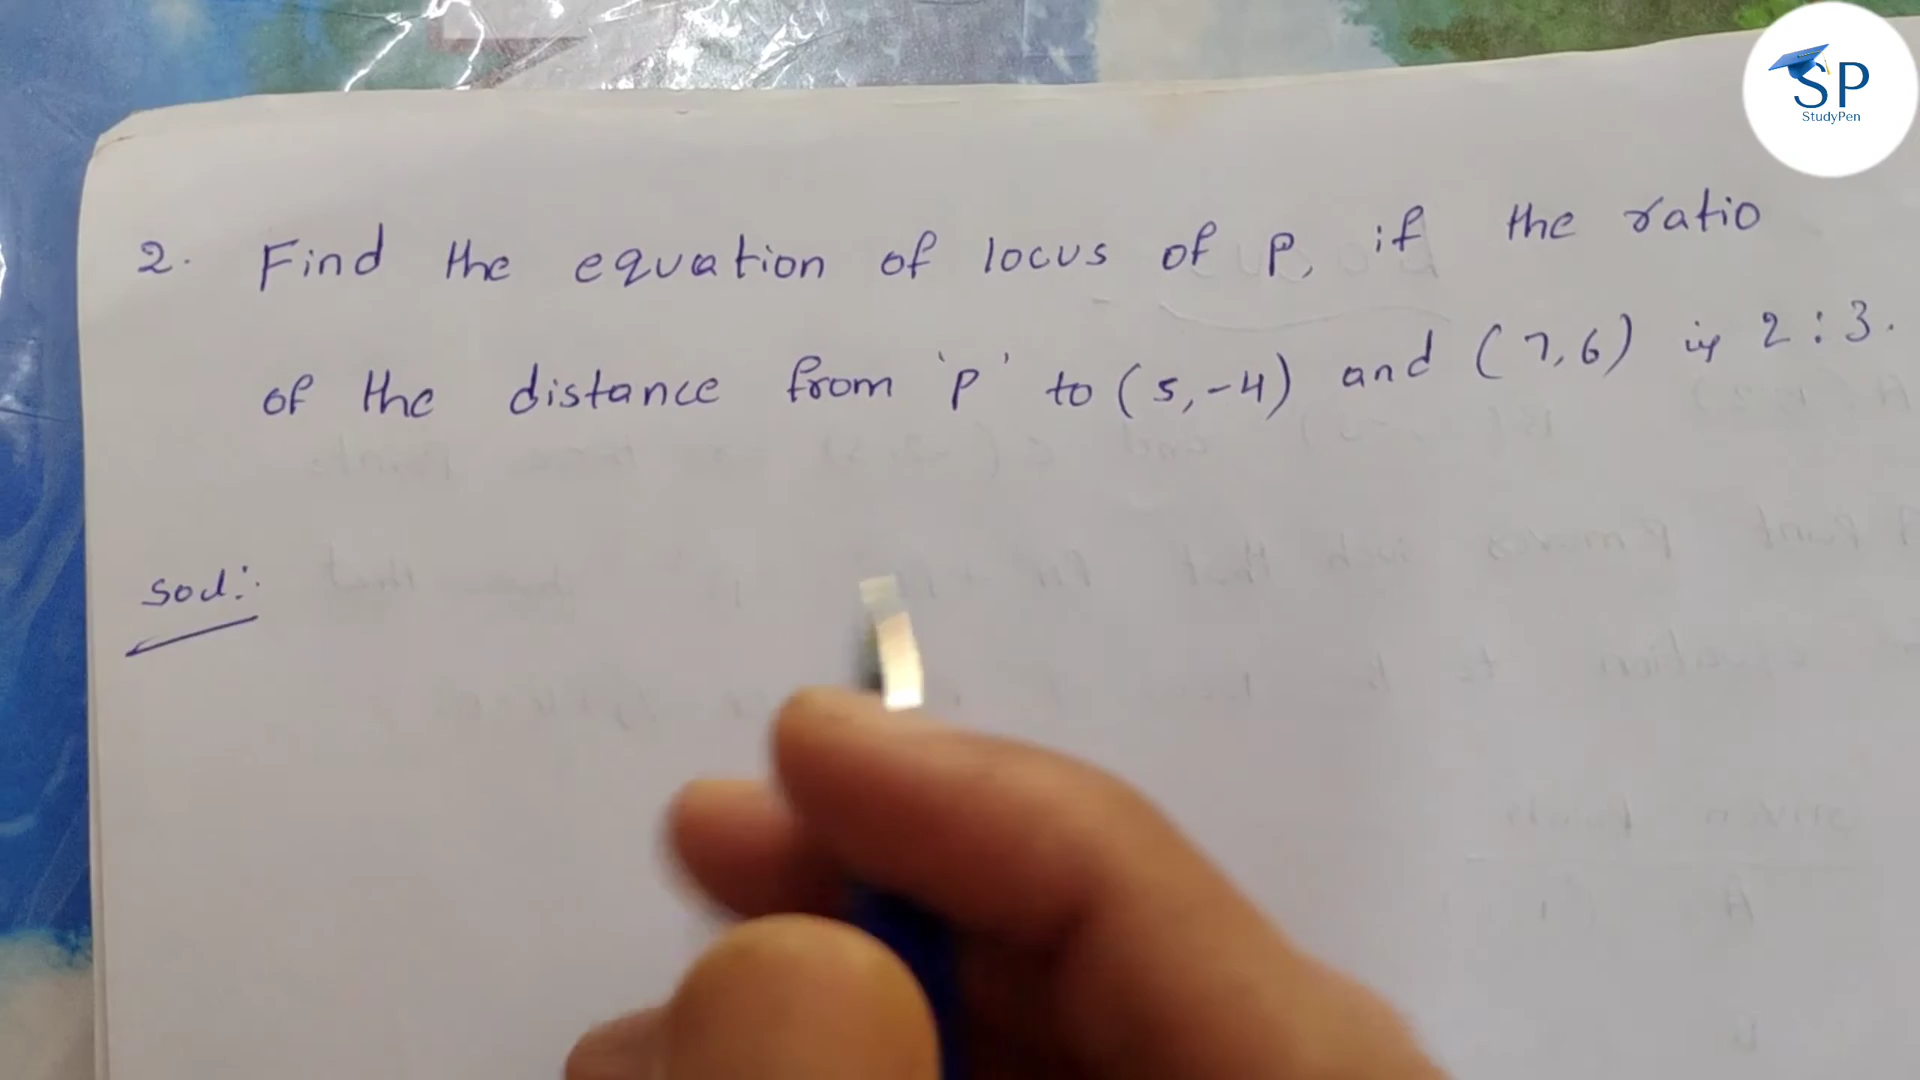 SP
StudyPen
2. Find the equation of locus of P, if the ratio
of the distance from 'p' to (5,-4) and (7,6) is 2:3.
Sol: